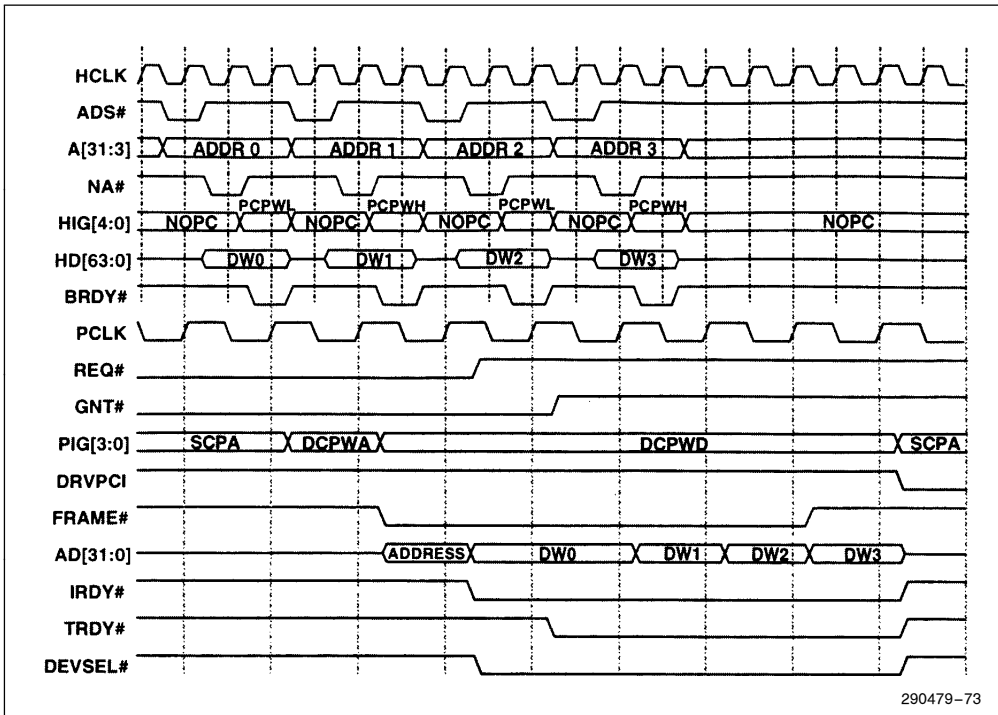 HCLK
ADS#
A[31:3] ADDR 0 ADDR 1 ADDR 2 ADDR 3
NA#
PCPWL PCPWH PCPWL PCPWH
HIG[4:0] NOPC NOPC NOPC NOPC NOPC
HD[63:0] DW0 DW1 DW2 DW3
BRDY#
PCLK
REQ#
GNT#
PIG[3:0] SCPA DCPWA DCPWD SCPA
DRVPCI
FRAME#
AD[31:0] ADDRESS DW0 DW1 DW2 DW3
IRDY#
TRDY#
DEVSEL#
290479–73